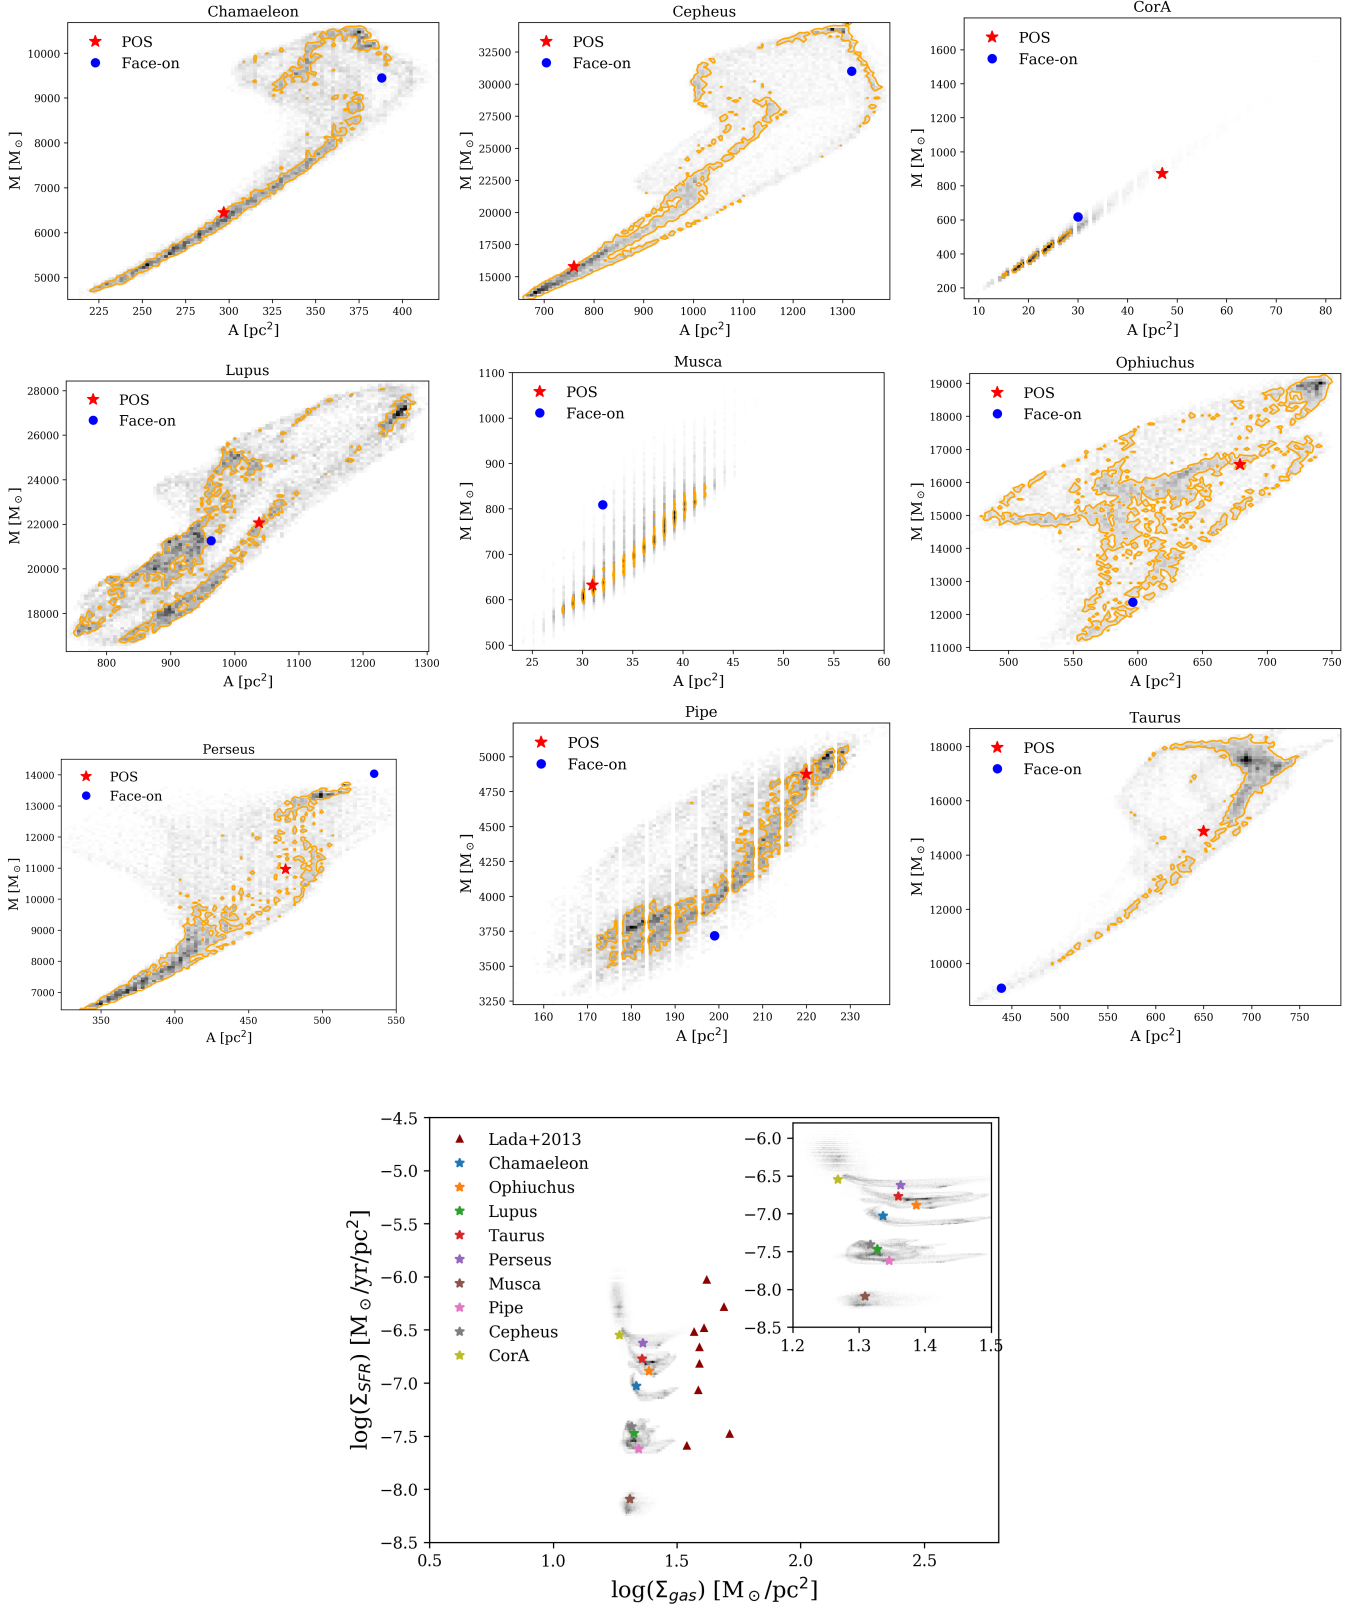 Chamaeleon
POS
Face-on
10000
9000
8000
7000
6000
5000
M [M⊙]
225 250 275 300 325 350 375 400
A [pc²]
Cepheus
POS
Face-on
32500
30000
27500
25000
22500
20000
17500
15000
M [M⊙]
700 800 900 1000 1100 1200 1300
A [pc²]
CorA
POS
Face-on
1600
1400
1200
1000
800
600
400
200
M [M⊙]
10 20 30 40 50 60 70 80
A [pc²]
Lupus
POS
Face-on
28000
26000
24000
22000
20000
18000
M [M⊙]
800 900 1000 1100 1200 1300
A [pc²]
Musca
POS
Face-on
1100
1000
900
800
700
600
500
M [M⊙]
25 30 35 40 45 50 55 60
A [pc²]
Ophiuchus
POS
Face-on
19000
18000
17000
16000
15000
14000
13000
12000
11000
M [M⊙]
500 550 600 650 700 750
A [pc²]
Perseus
POS
Face-on
14000
13000
12000
11000
10000
9000
8000
7000
M [M⊙]
350 400 450 500 550
A [pc²]
Pipe
POS
Face-on
5000
4750
4500
4250
4000
3750
3500
3250
M [M⊙]
160 170 180 190 200 210 220 230
A [pc²]
Taurus
POS
Face-on
18000
16000
14000
12000
10000
M [M⊙]
450 500 550 600 650 700 750
A [pc²]
−4.5
−5.0
−5.5
−6.0
−6.5
−7.0
−7.5
−8.0
−8.5
log(Σ_SFR) [M⊙/yr/pc²]
Lada+2013
Chamaeleon
Ophiuchus
Lupus
Taurus
Perseus
Musca
Pipe
Cepheus
CorA
−6.0
−6.5
−7.0
−7.5
−8.0
−8.5
1.2 1.3 1.4 1.5
0.5 1.0 1.5 2.0 2.5
log(Σ_gas) [M⊙/pc²]